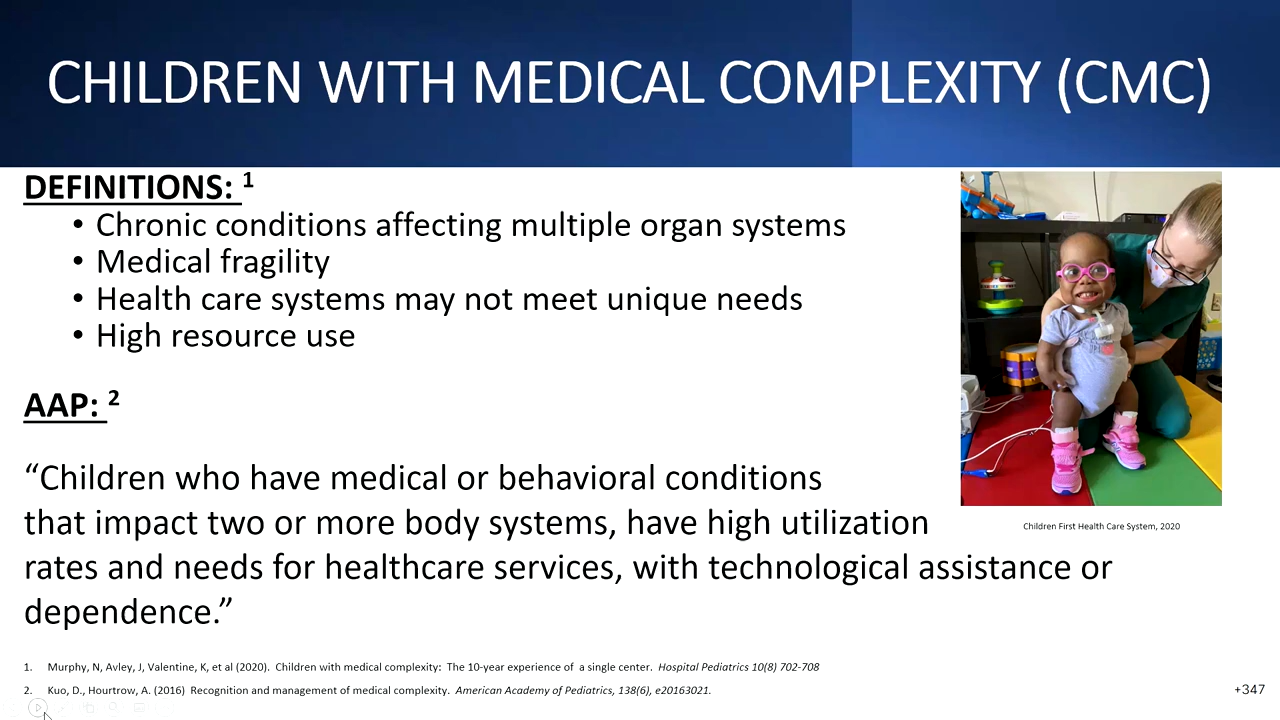 CHILDREN WITH MEDICAL COMPLEXITY (CMC)
DEFINITIONS: 1
• Chronic conditions affecting multiple organ systems
• Medical fragility
• Health care systems may not meet unique needs
• High resource use
AAP: 2
“Children who have medical or behavioral conditions
that impact two or more body systems, have high utilization
rates and needs for healthcare services, with technological assistance or
dependence.”
Children First Health Care System, 2020
1. Murphy, N, Avley, J, Valentine, K, et al (2020). Children with medical complexity: The 10-year experience of a single center. Hospital Pediatrics 10(8) 702-708
2. Kuo, D., Hourtrow, A. (2016) Recognition and management of medical complexity. American Academy of Pediatrics, 138(6), e20163021.
+347